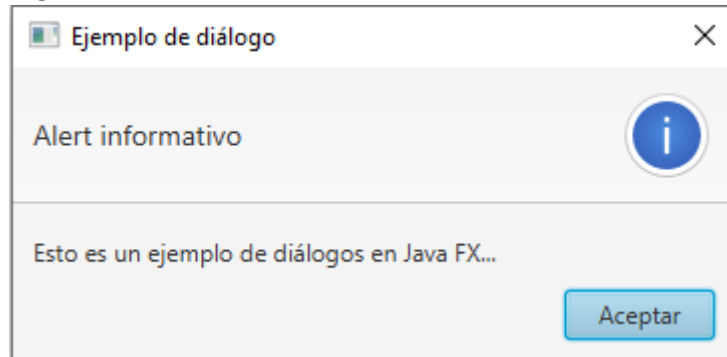 Ejemplo de diálogo
Alert informativo
i
Esto es un ejemplo de diálogos en Java FX...
Aceptar